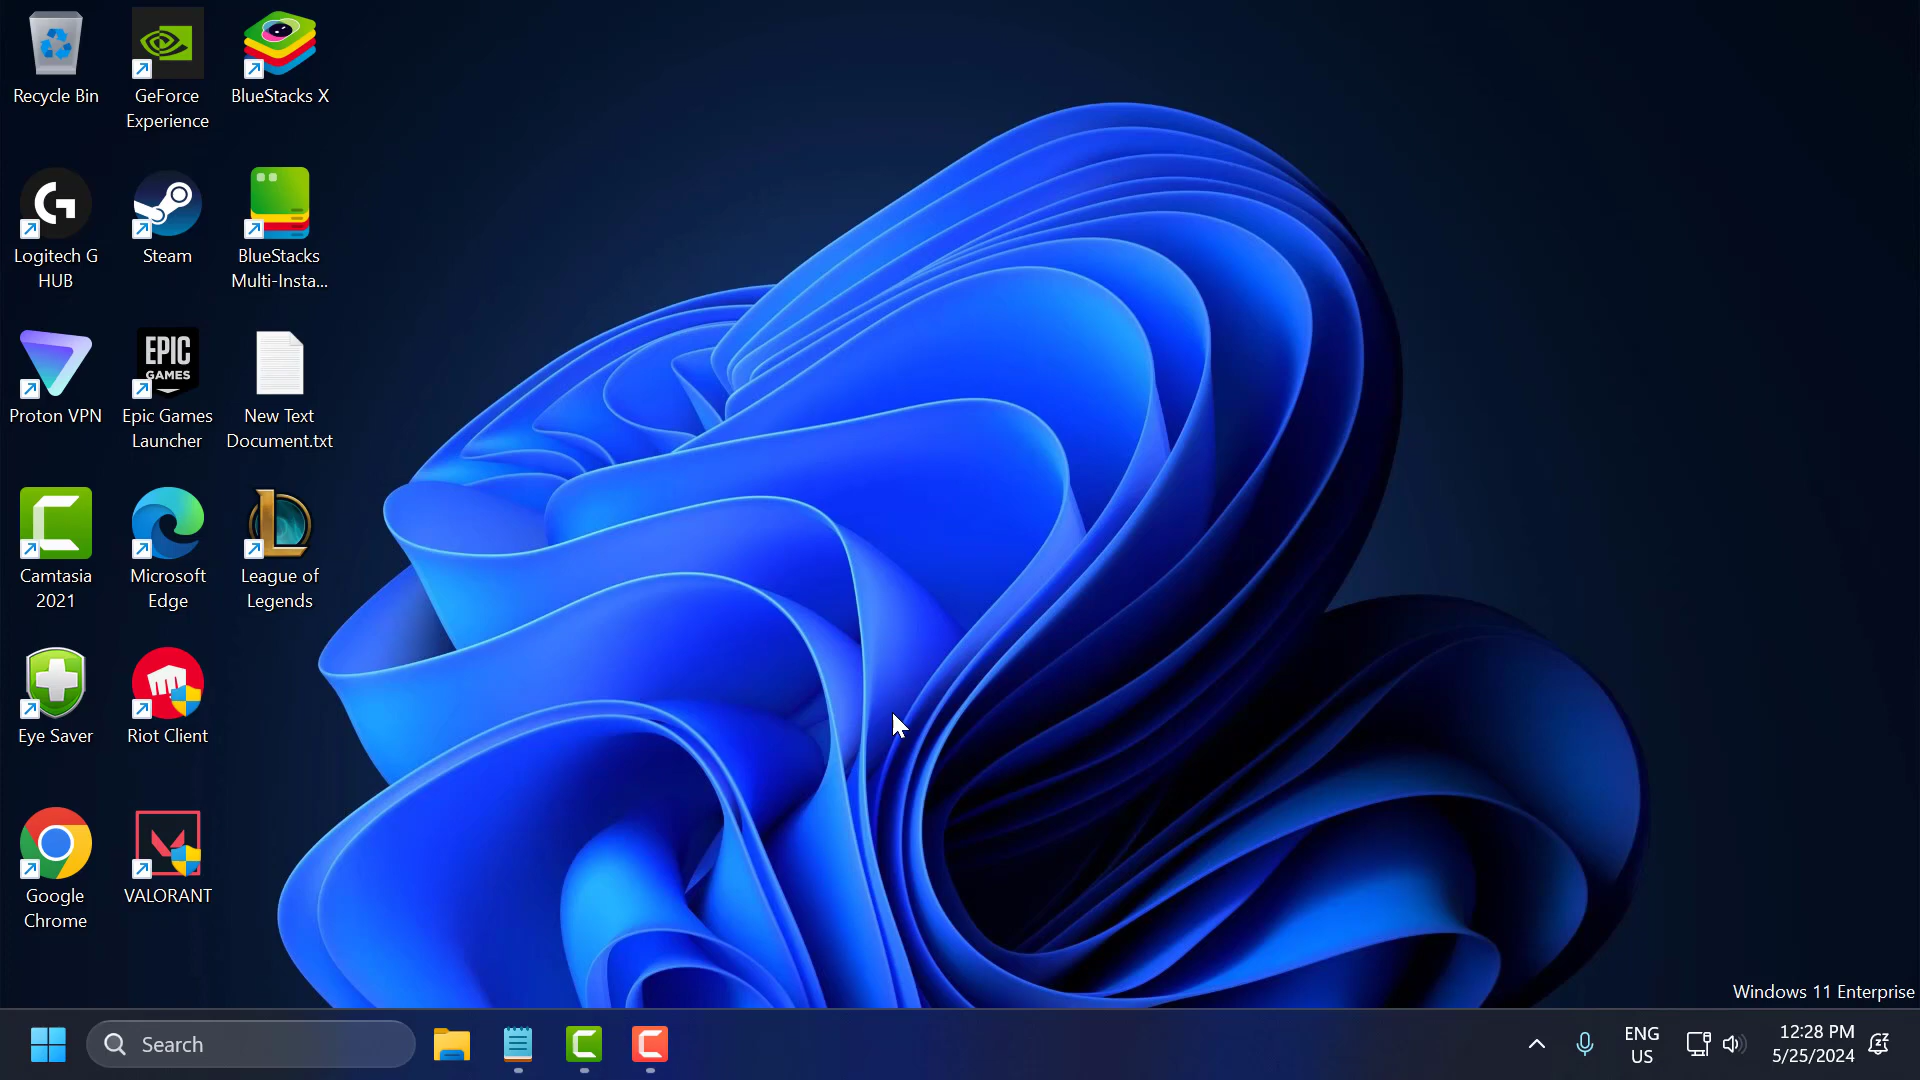 Recycle Bin
GeForce
Experience
BlueStacks X
Logitech G
HUB
Steam
BlueStacks
Multi-Insta...
Proton VPN
EPIC
GAMES
Epic Games
Launcher
New Text
Document.txt
Camtasia
2021
Microsoft
Edge
League of
Legends
Eye Saver
Riot Client
Google
Chrome
VALORANT
Windows 11 Enterprise
Search
ENG
US
12:28 PM
5/25/2024